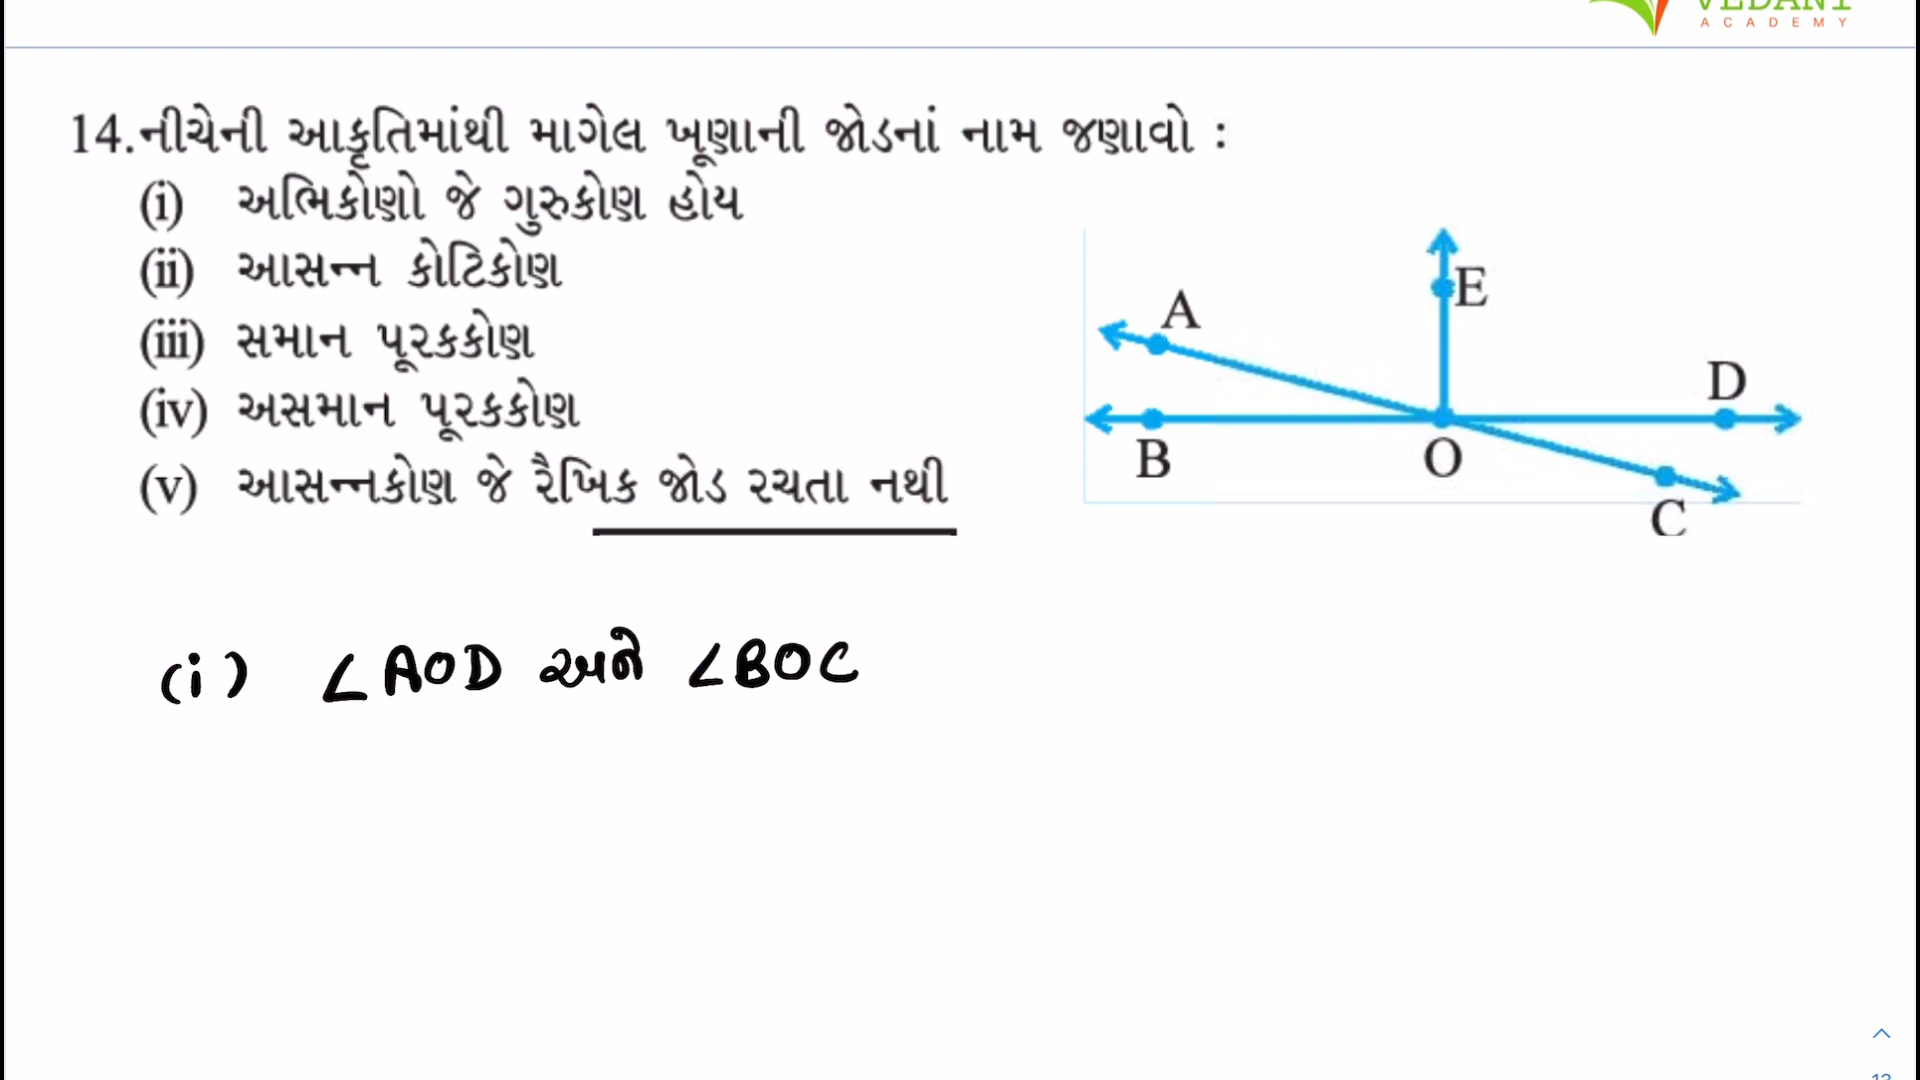 ACADEMY
14.નીચેની આકૃતિમાંથી માગેલ ખૂણાની જોડનાં નામ જણાવો :
(i) અભિકોણો જે ગુરુકોણ હોય
(ii) આસન્ન કોટિકોણ
(iii) સમાન પૂરકકોણ
(iv) અસમાન પૂરકકોણ
(v) આસન્નકોણ જે રૈખિક જોડ રચતા નથી
E
A
D
B
O
C
(i) ∠AOD અને ∠BOC